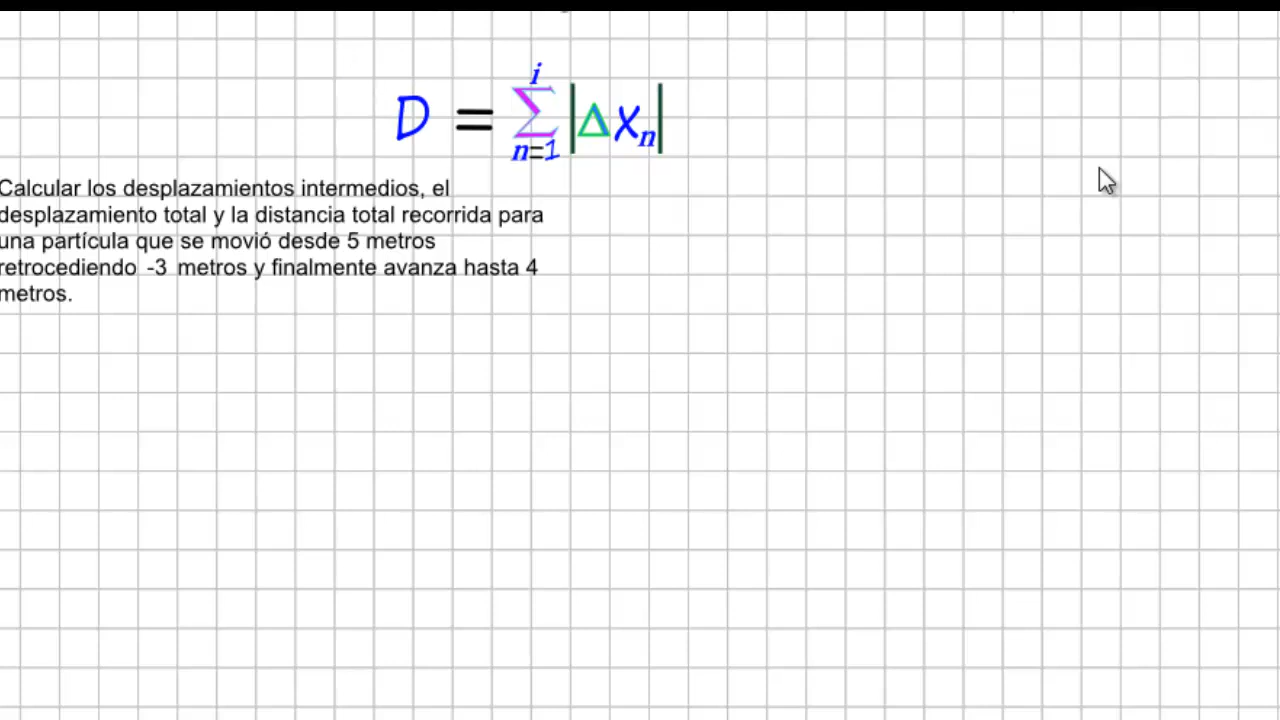 D = i ∑ n=1 |Δxn|
Calcular los desplazamientos intermedios, el
desplazamiento total y la distancia total recorrida para
una partícula que se movió desde 5 metros
retrocediendo -3 metros y finalmente avanza hasta 4
metros.